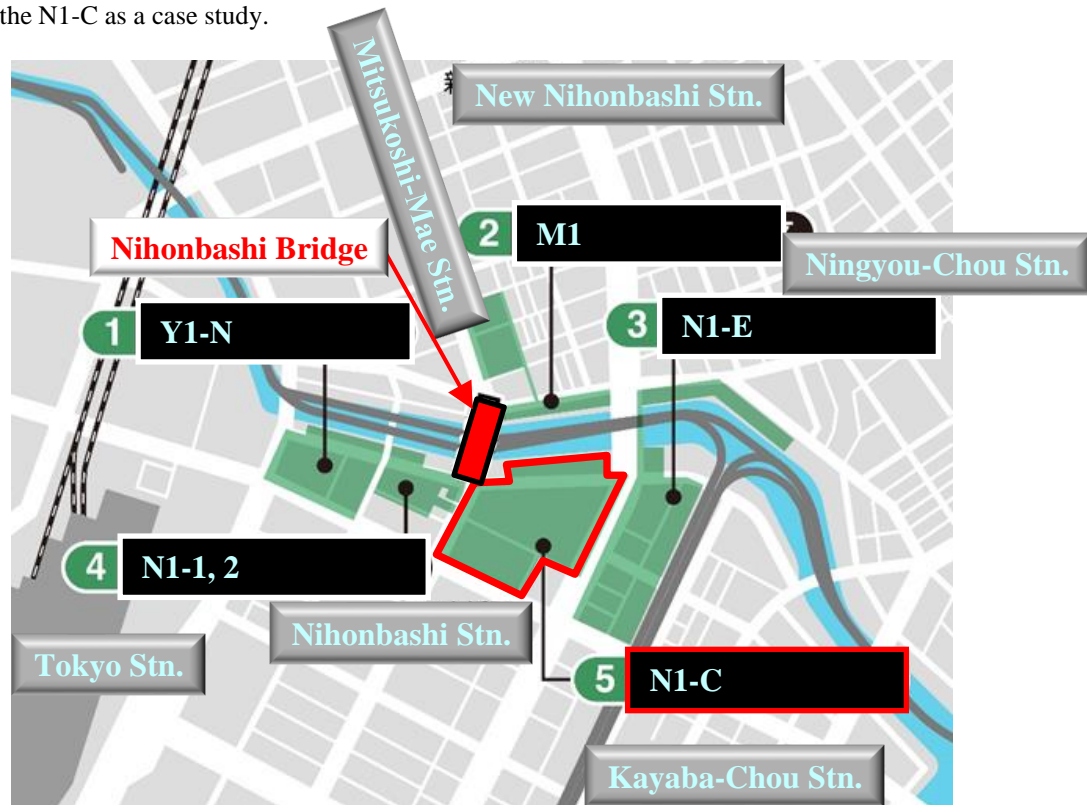 the N1-C as a case study.
Mitsukoshi-Mae Stn.
New Nihonbashi Stn.
2 M1
Nihonbashi Bridge
Ningyou-Chou Stn.
1 Y1-N
3 N1-E
4 N1-1, 2
Nihonbashi Stn.
Tokyo Stn.
5 N1-C
Kayaba-Chou Stn.